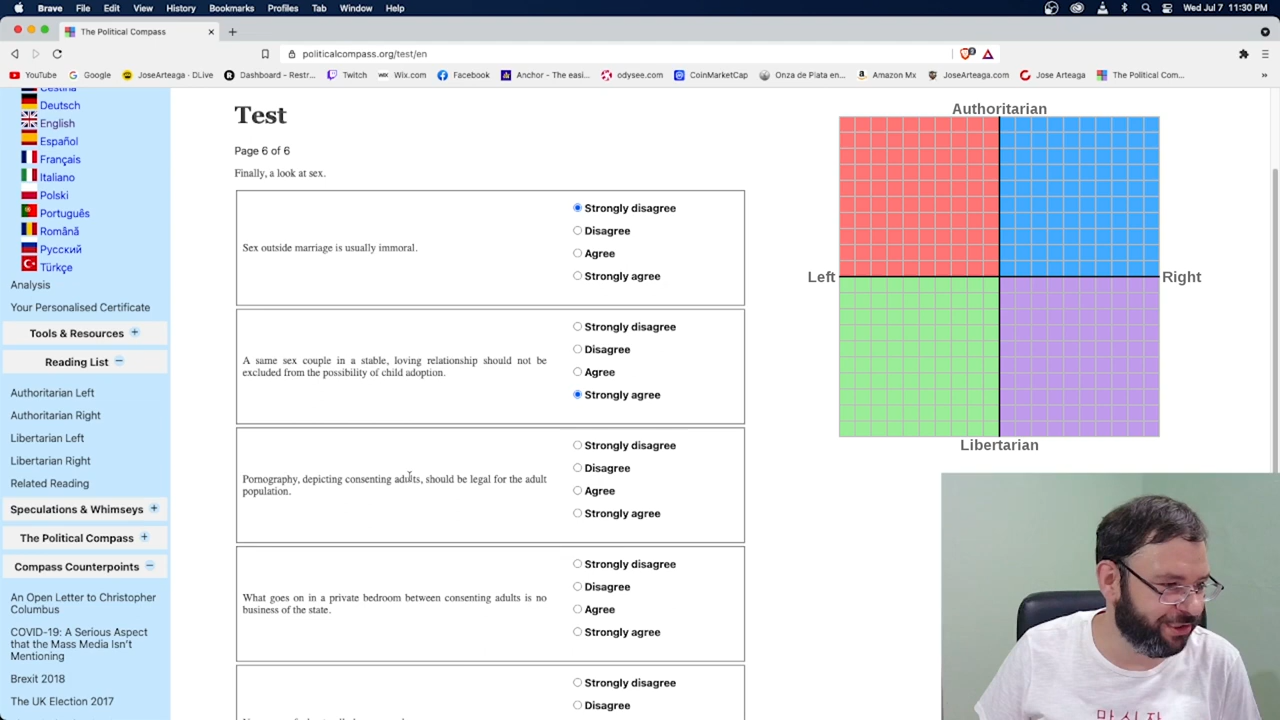 Brave File Edit View History Bookmarks Profiles Tab Window Help
Wed Jul 7 11:30 PM
The Political Compass
politicalcompass.org/test/en
YouTube Google JoseArteaga - DLive Dashboard - Restr... Twitch Wix.com Facebook Anchor - The easi... odysee.com CoinMarketCap Onza de Plata en... Amazon Mx JoseArteaga.com Jose Arteaga The Political Com...
Čeština
Deutsch
English
Español
Français
Italiano
Polski
Português
Română
Русский
Türkçe
Analysis
Your Personalised Certificate
Tools & Resources +
Reading List −
Authoritarian Left
Authoritarian Right
Libertarian Left
Libertarian Right
Related Reading
Speculations & Whimseys +
The Political Compass +
Compass Counterpoints −
An Open Letter to Christopher
Columbus
COVID-19: A Serious Aspect
that the Mass Media Isn't
Mentioning
Brexit 2018
The UK Election 2017
Test
Page 6 of 6
Finally, a look at sex.
Sex outside marriage is usually immoral.
Strongly disagree
Disagree
Agree
Strongly agree
A same sex couple in a stable, loving relationship should not be
excluded from the possibility of child adoption.
Strongly disagree
Disagree
Agree
Strongly agree
Pornography, depicting consenting adults, should be legal for the adult
population.
Strongly disagree
Disagree
Agree
Strongly agree
What goes on in a private bedroom between consenting adults is no
business of the state.
Strongly disagree
Disagree
Agree
Strongly agree
Strongly disagree
Disagree
Authoritarian
Left
Right
Libertarian